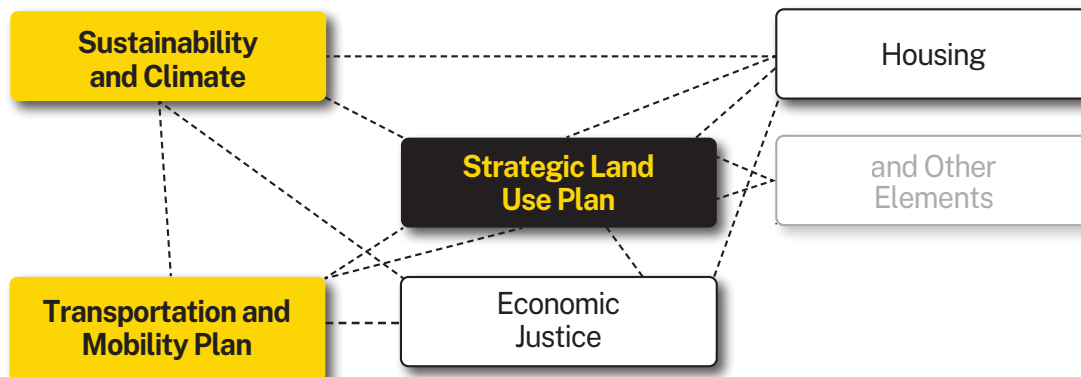 Sustainability
and Climate
Housing
Strategic Land
Use Plan
and Other
Elements
Transportation and
Mobility Plan
Economic
Justice